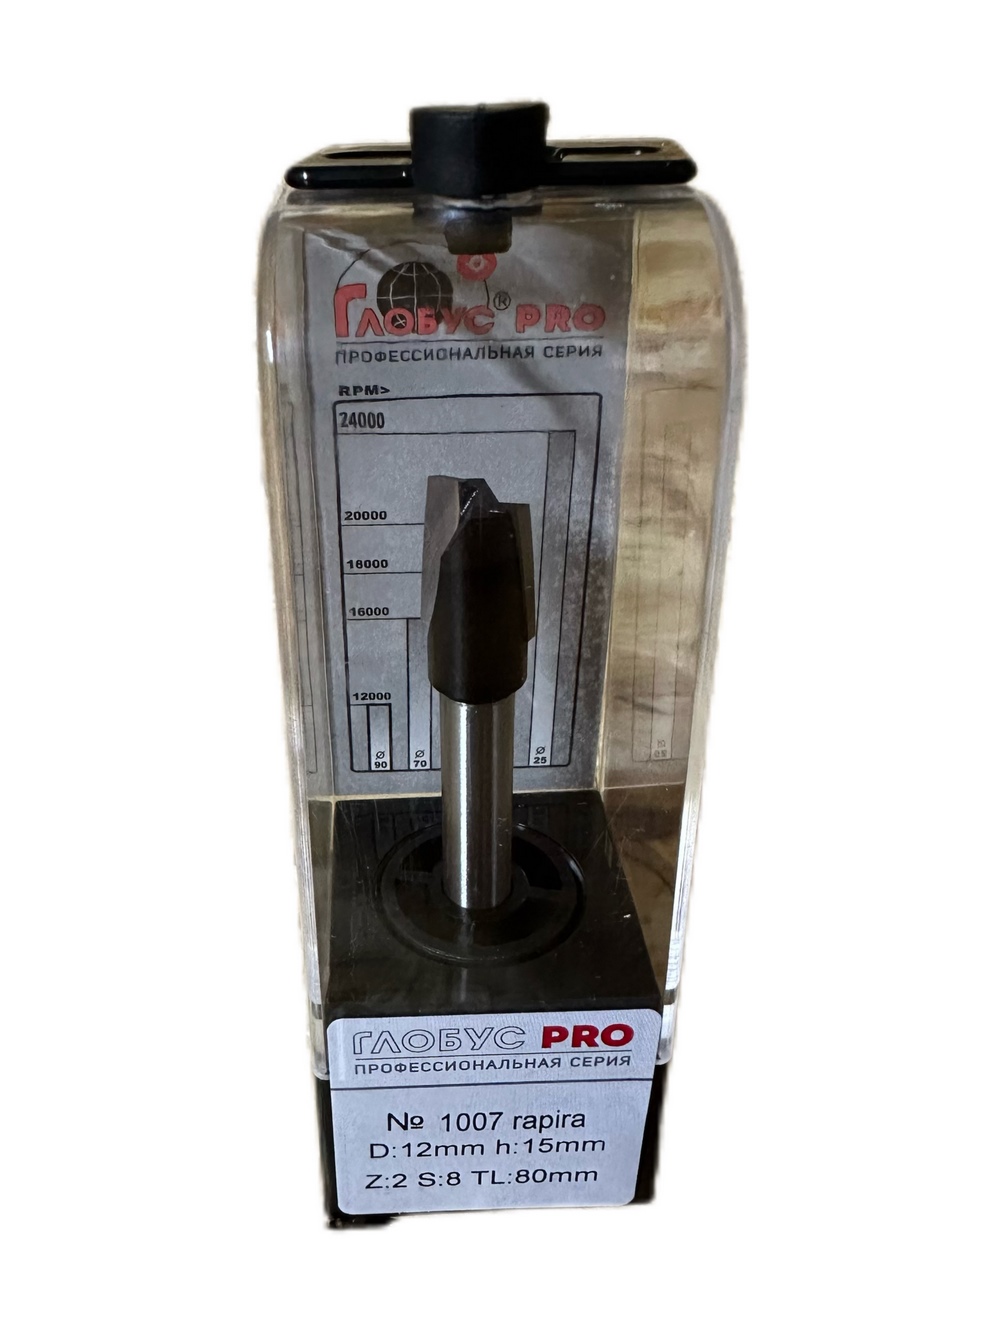 ГЛОБУС® PRO
ПРОФЕССИОНАЛЬНАЯ СЕРИЯ
RPM>
24000
20000
18000
16000
12000
Ø Ø Ø
90 70 25
ГЛОБУС PRO
ПРОФЕССИОНАЛЬНАЯ СЕРИЯ
№ 1007 rapira
D:12mm h:15mm
Z:2 S:8 TL:80mm